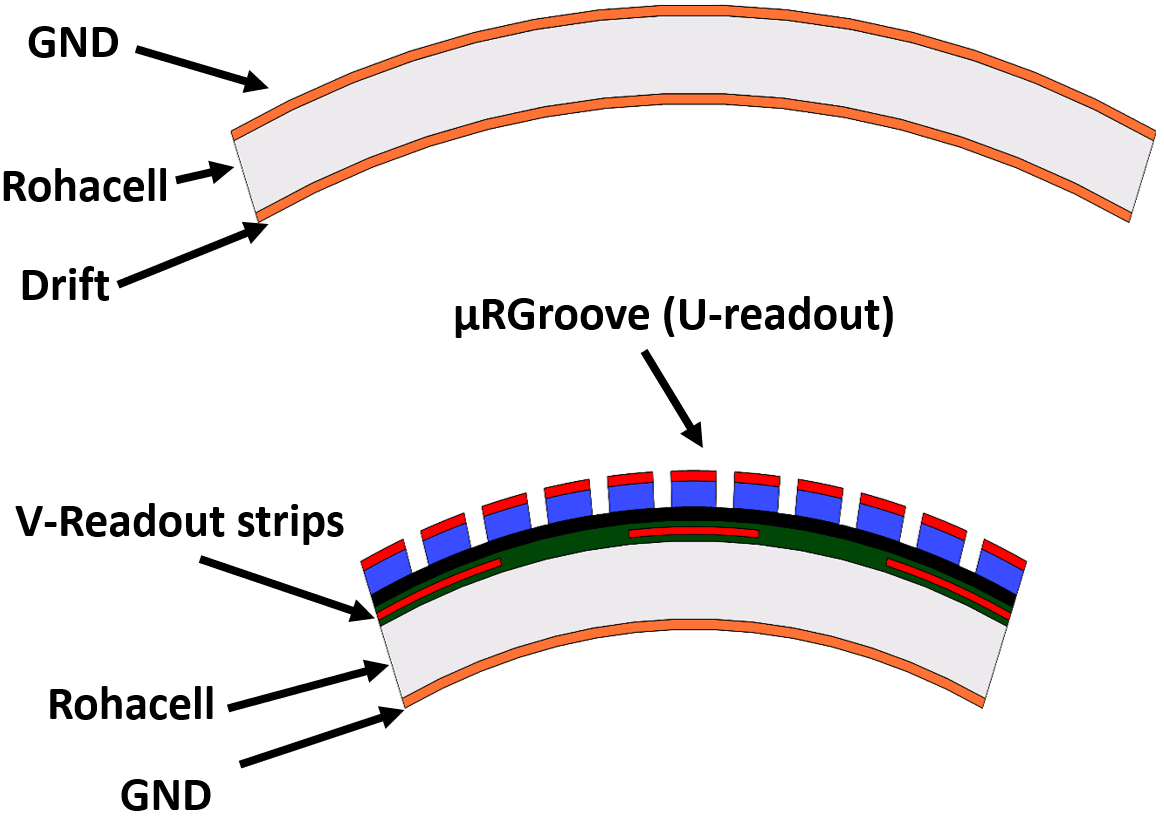 GND
Rohacell
Drift
µRGroove (U-readout)
V-Readout strips
Rohacell
GND